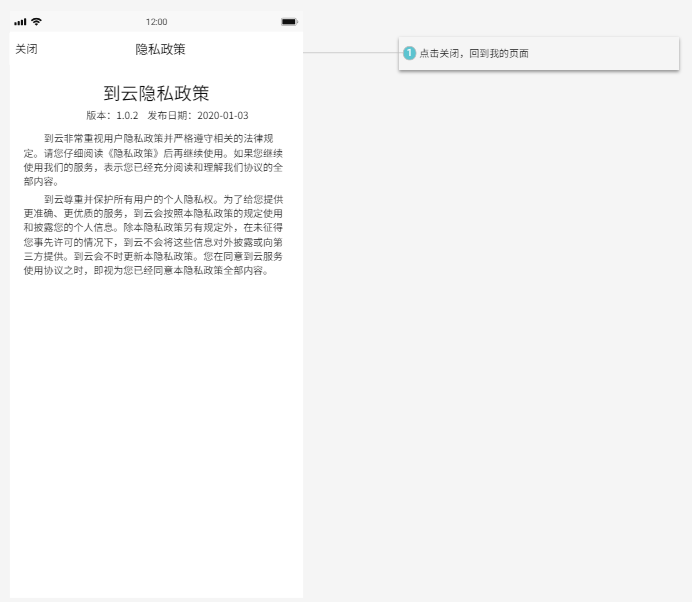 12:00
关闭
隐私政策
1 点击关闭，回到我的页面
到云隐私政策
版本：1.0.2 发布日期：2020-01-03
到云非常重视用户隐私政策并严格遵守相关的法律规
定。请您仔细阅读《隐私政策》后再继续使用。如果您继续
使用我们的服务，表示您已经充分阅读和理解我们协议的全
部内容。
到云尊重并保护所有用户的个人隐私权。为了给您提供
更准确、更优质的服务，到云会按照本隐私政策的规定使用
和披露您的个人信息。除本隐私政策另有规定外，在未征得
您事先许可的情况下，到云不会将这些信息对外披露或向第
三方提供。到云会不时更新本隐私政策。您在同意到云服务
使用协议之时，即视为您已经同意本隐私政策全部内容。